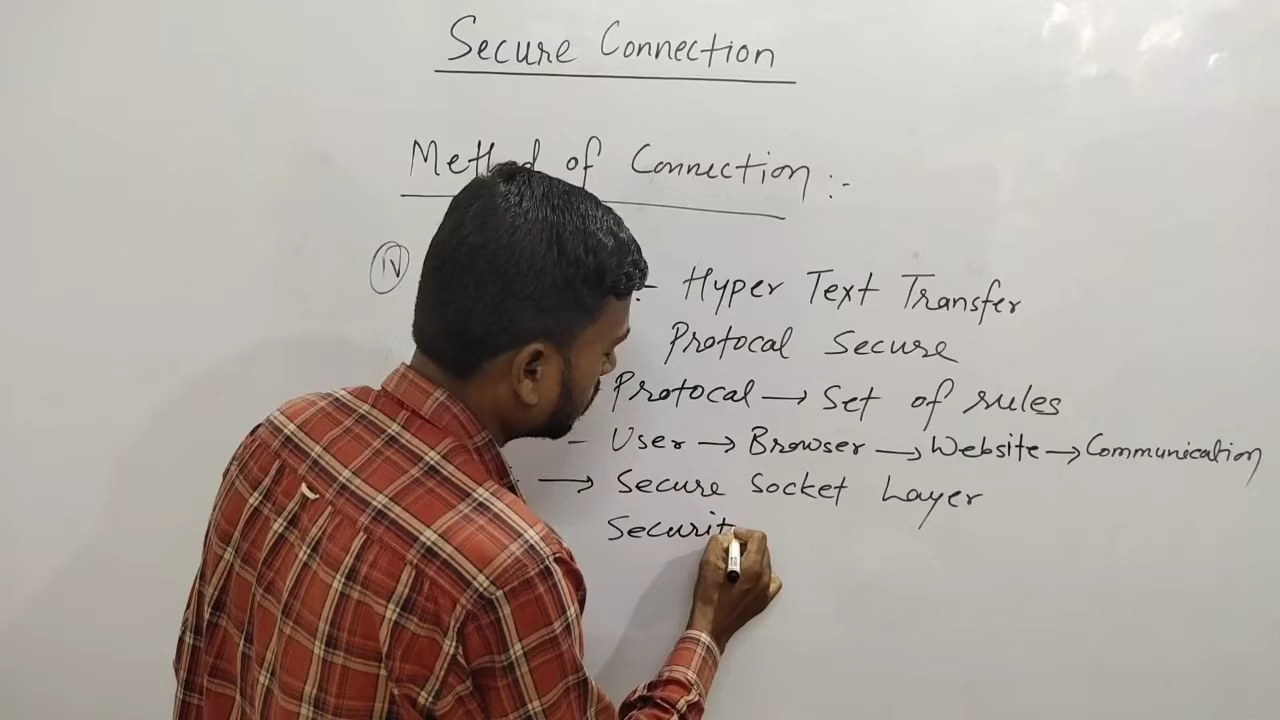 Secure Connection
Method of Connection :-
(iv)
:- Hyper Text Transfer
Protocal Secure
Protocal → Set of rules
- User → Browser → Website → Communication
→ Secure Socket Layer
Securit